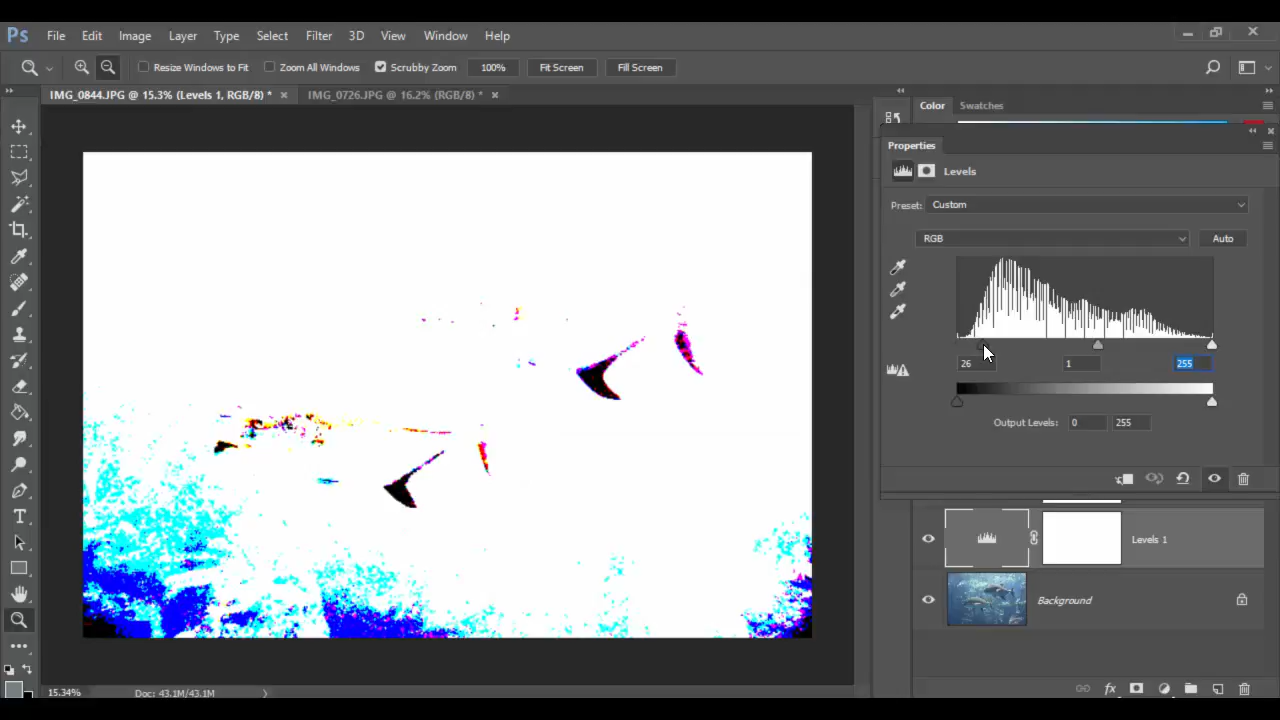 Ps File Edit Image Layer Type Select Filter 3D View Window Help
Resize Windows to Fit Zoom All Windows Scrubby Zoom 100% Fit Screen Fill Screen
IMG_0844.JPG @ 15.3% (Levels 1, RGB/8) * IMG_0726.JPG @ 16.2% (RGB/8) *
Color Swatches
Properties
Levels
Preset: Custom
RGB Auto
26 1 255
Output Levels: 0 255
Levels 1
Background
fx
T
15.34% Doc: 43.1M/43.1M